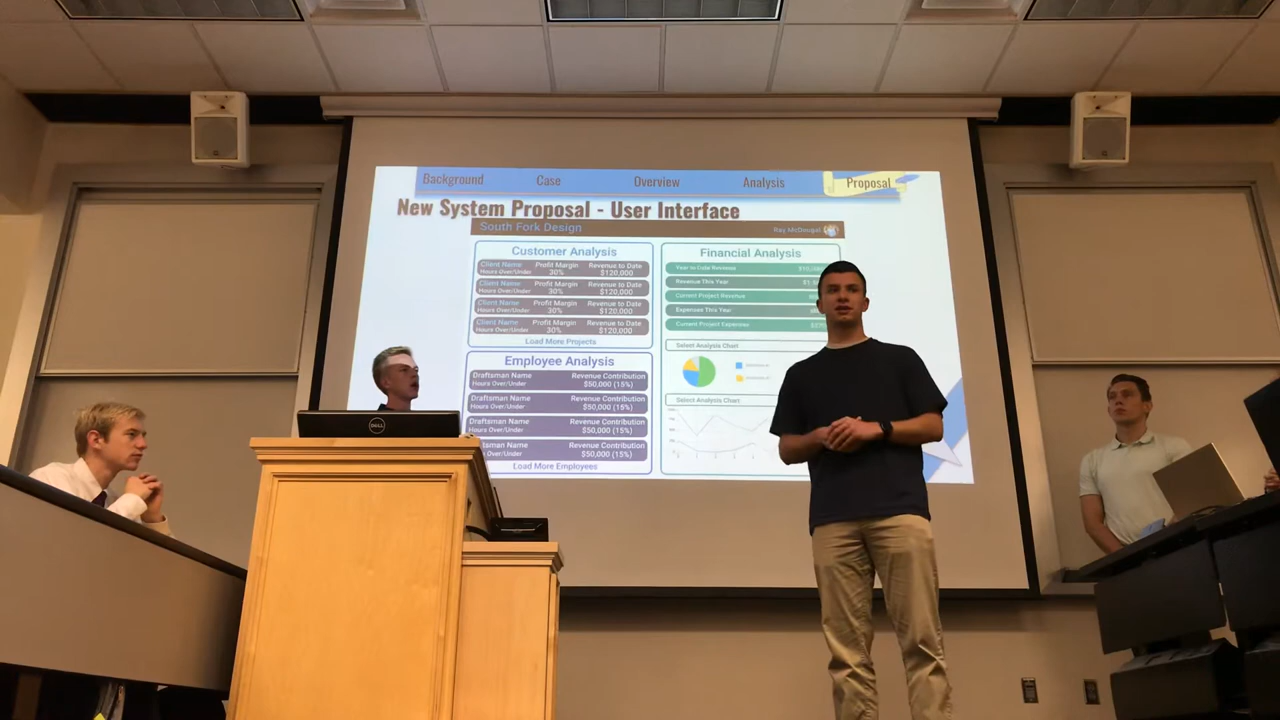 Background Case Overview Analysis Proposal
New System Proposal - User Interface
South Fork Design Ray McDougal
Customer Analysis
Client Name Profit Margin Revenue to Date
Hours Over/Under 30% $120,000
Client Name Profit Margin Revenue to Date
Hours Over/Under 30% $120,000
Client Name Profit Margin Revenue to Date
Hours Over/Under 30% $120,000
Client Name Profit Margin Revenue to Date
Hours Over/Under 30% $120,000
Load More Projects
Employee Analysis
Draftsman Name Revenue Contribution
Hours Over/Under $50,000 (15%)
Draftsman Name Revenue Contribution
Hours Over/Under $50,000 (15%)
Draftsman Name Revenue Contribution
Hours Over/Under $50,000 (15%)
Revenue Contribution
Over/Under $50,000 (15%)
Load More Employees
Financial Analysis
Year to Date Revenue
Revenue This Year
Current Project Revenue
Expenses This Year
Current Project Expenses
Select Analysis Chart
Select Analysis Chart
DELL